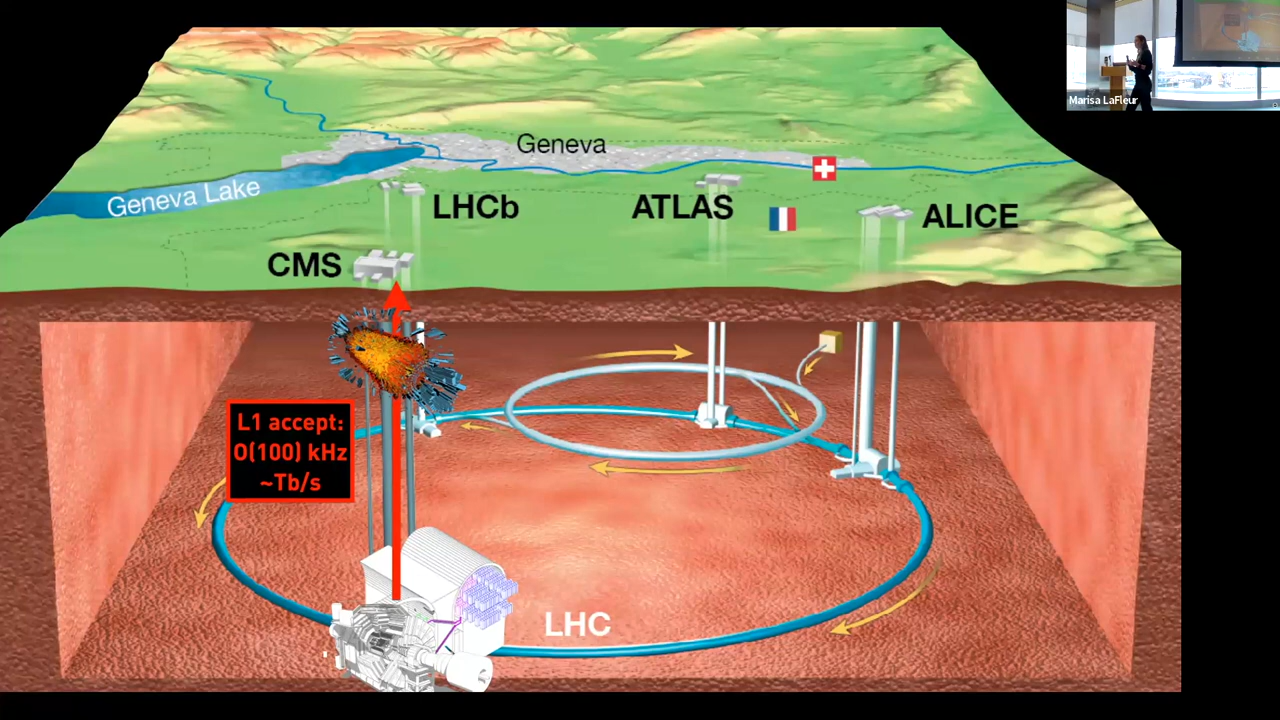 Marisa LaFleur
Geneva
Geneva Lake
LHCb
ATLAS
ALICE
CMS
L1 accept:
O(100) kHz
~Tb/s
LHC